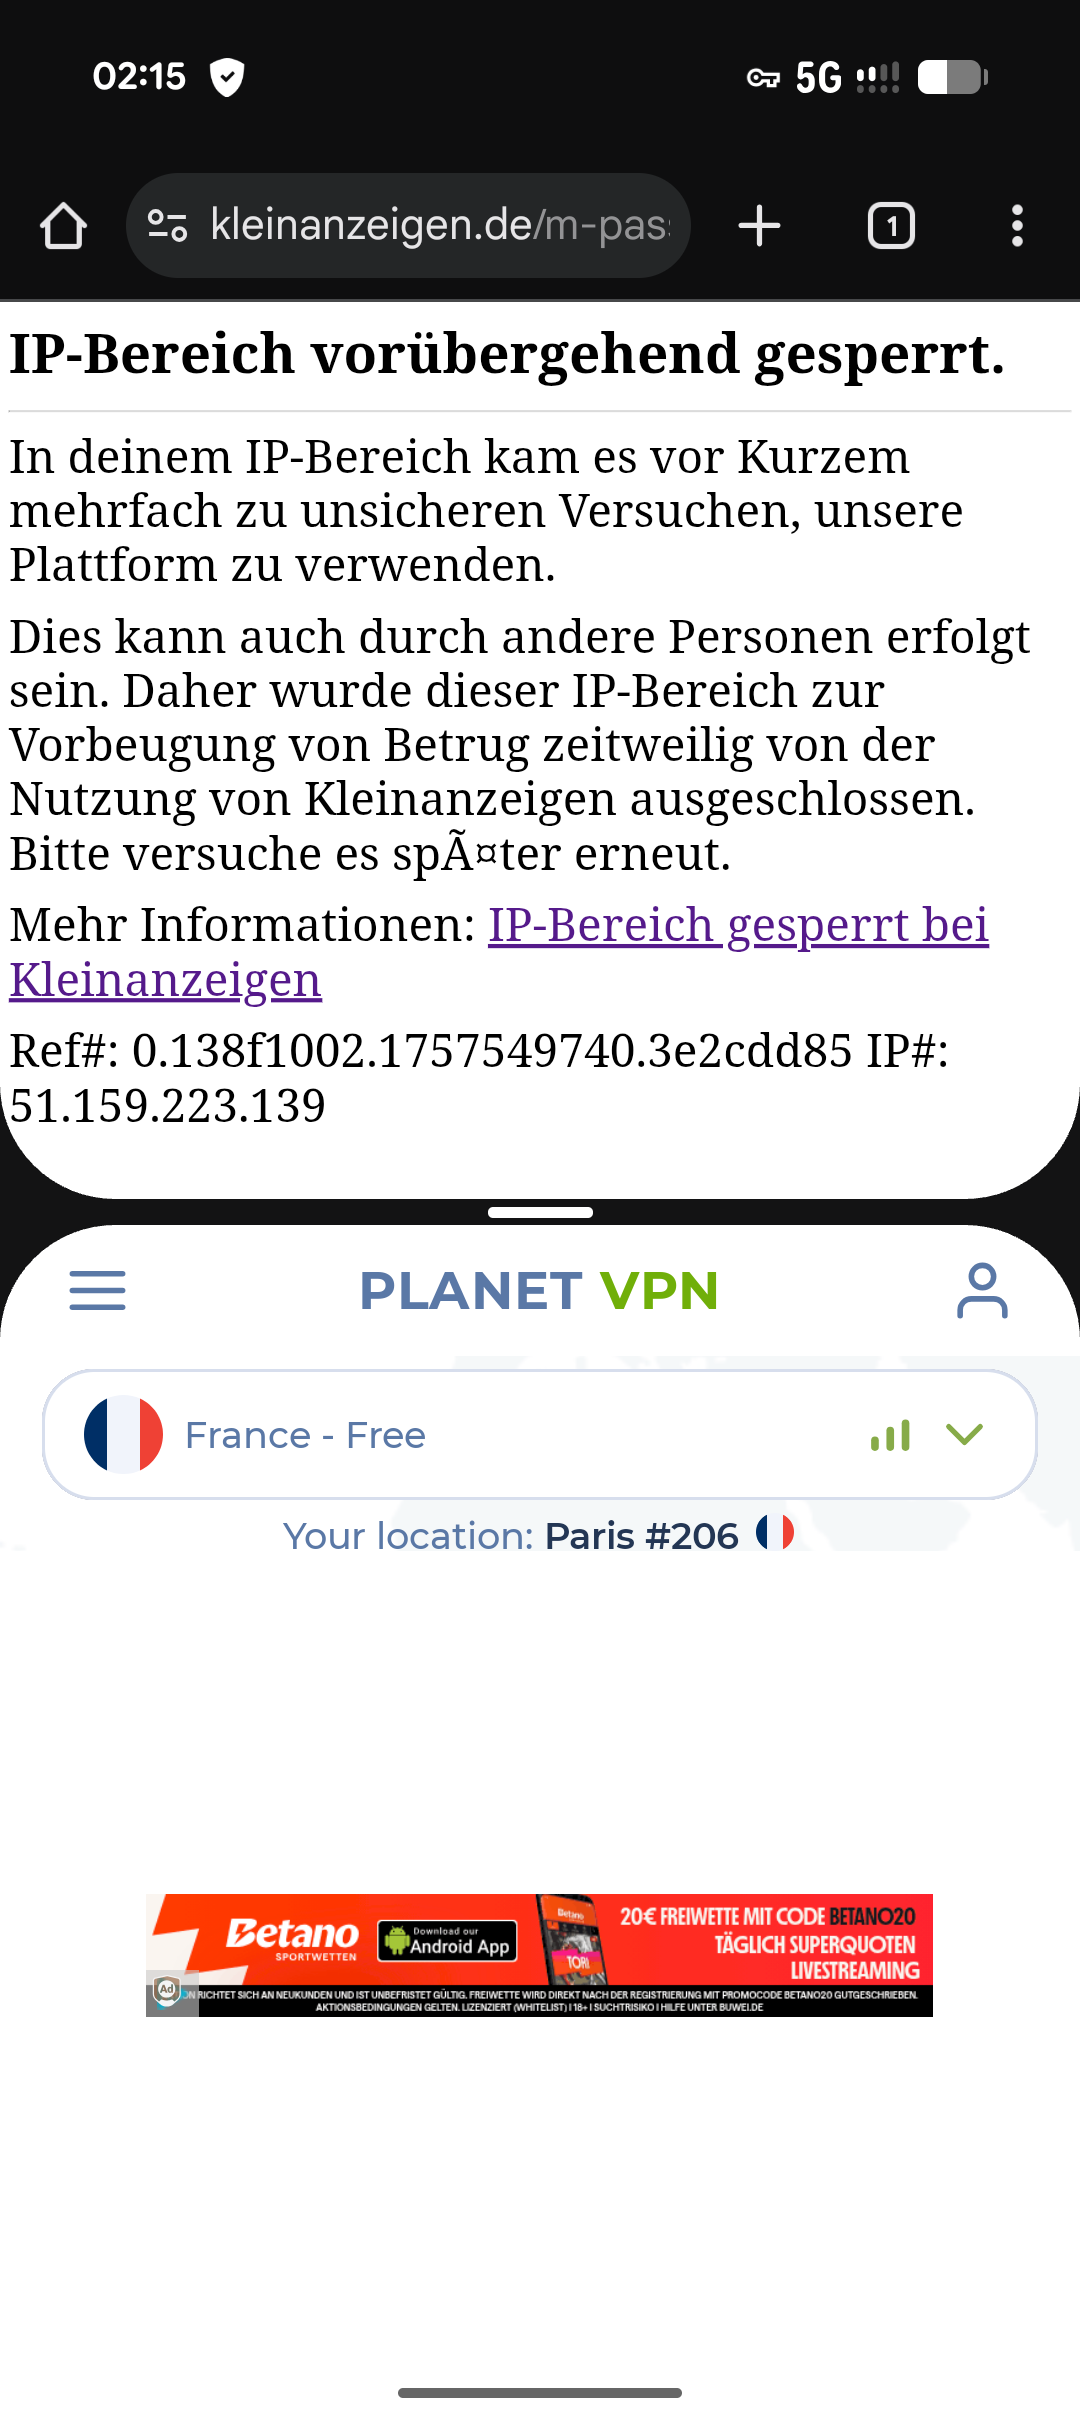 02:15
5G
kleinanzeigen.de/m-pas
1
IP-Bereich vorübergehend gesperrt.
In deinem IP-Bereich kam es vor Kurzem
mehrfach zu unsicheren Versuchen, unsere
Plattform zu verwenden.
Dies kann auch durch andere Personen erfolgt
sein. Daher wurde dieser IP-Bereich zur
Vorbeugung von Betrug zeitweilig von der
Nutzung von Kleinanzeigen ausgeschlossen.
Bitte versuche es spÃ¤ter erneut.
Mehr Informationen: IP-Bereich gesperrt bei
Kleinanzeigen
Ref#: 0.138f1002.1757549740.3e2cdd85 IP#:
51.159.223.139
PLANET VPN
France - Free
Your location: Paris #206
Betano
SPORTWETTEN
Download our
Android App
Betano
TOR!
20€ FREIWETTE MIT CODE BETANO20
TÄGLICH SUPERQUOTEN
LIVESTREAMING
Ad
RICHTET SICH AN NEUKUNDEN UND IST UNBEFRISTET GÜLTIG. FREIWETTE WIRD DIREKT NACH DER REGISTRIERUNG MIT PROMOCODE BETANO20 GUTGESCHRIEBEN.
AKTIONSBEDINGUNGEN GELTEN. LIZENZIERT (WHITELIST) I 18+ I SUCHTRISIKO I HILFE UNTER BUWEI.DE